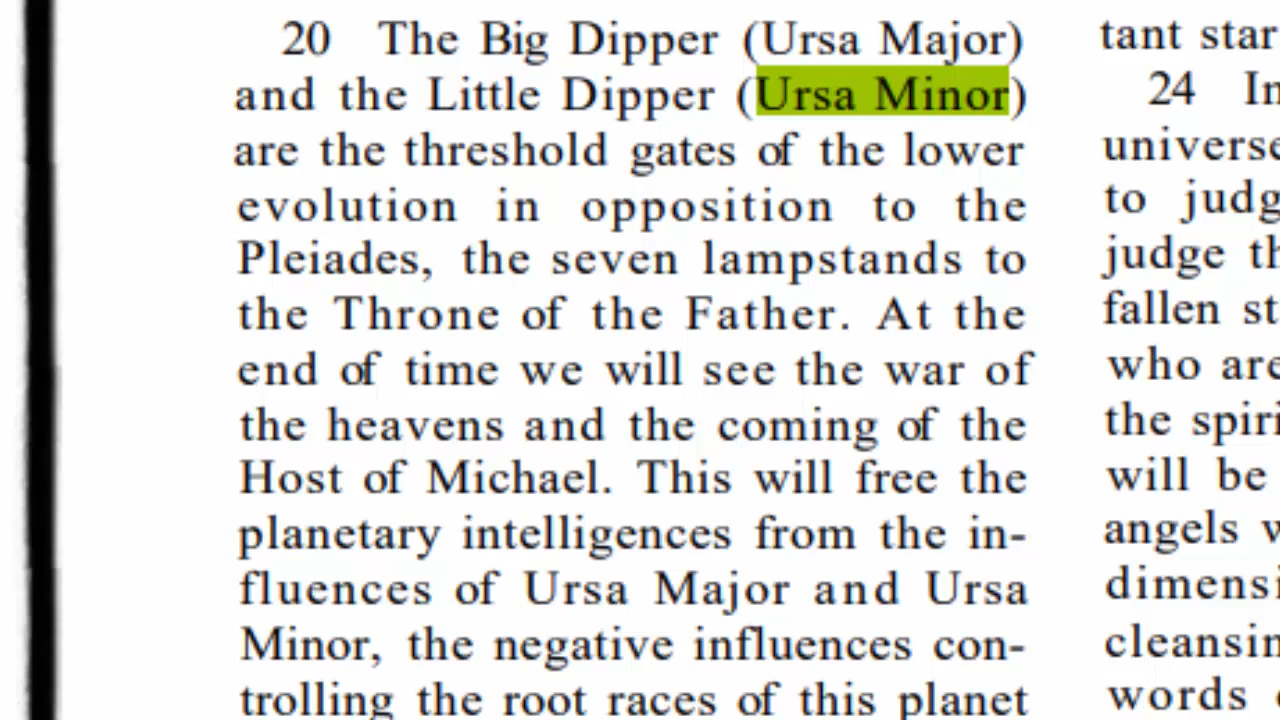 20 The Big Dipper (Ursa Major)
and the Little Dipper (Ursa Minor)
are the threshold gates of the lower
evolution in opposition to the
Pleiades, the seven lampstands to
the Throne of the Father. At the
end of time we will see the war of
the heavens and the coming of the
Host of Michael. This will free the
planetary intelligences from the in-
fluences of Ursa Major and Ursa
Minor, the negative influences con-
trolling the root races of this planet
tant star
24
universe
to judg
judge th
fallen st
who are
the spiri
will be
angels w
dimensi
cleansin
words